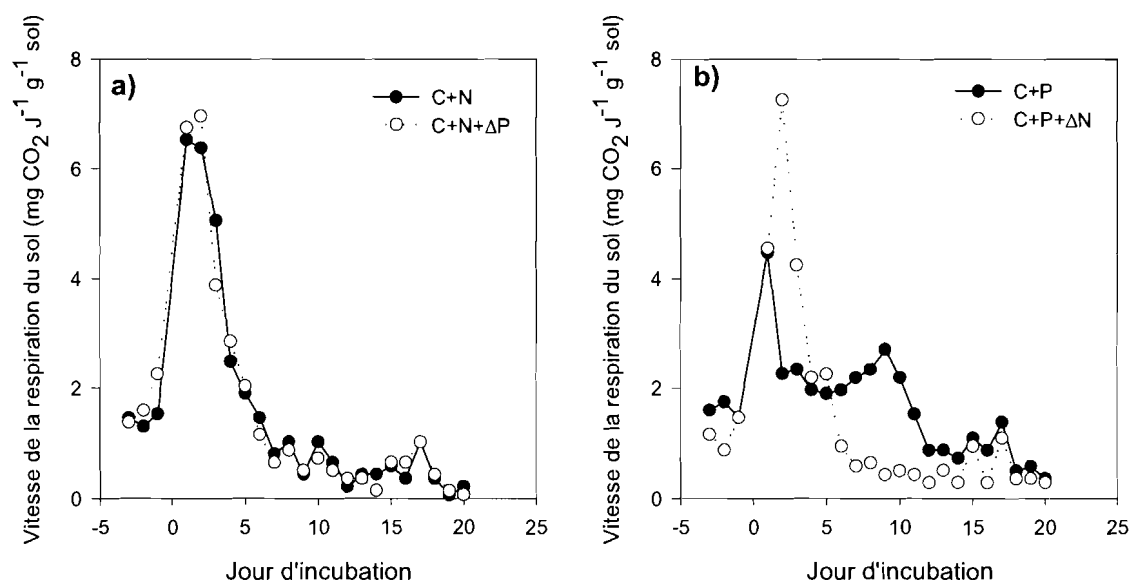 a)
C+N
C+N+ΔP
Vitesse de la respiration du sol (mg CO2 J-1 g-1 sol)
8
6
4
2
0
-5 0 5 10 15 20 25
Jour d'incubation
b)
C+P
C+P+ΔN
Vitesse de la respiration du sol (mg CO2 J-1 g-1 sol)
8
6
4
2
0
-5 0 5 10 15 20 25
Jour d'incubation